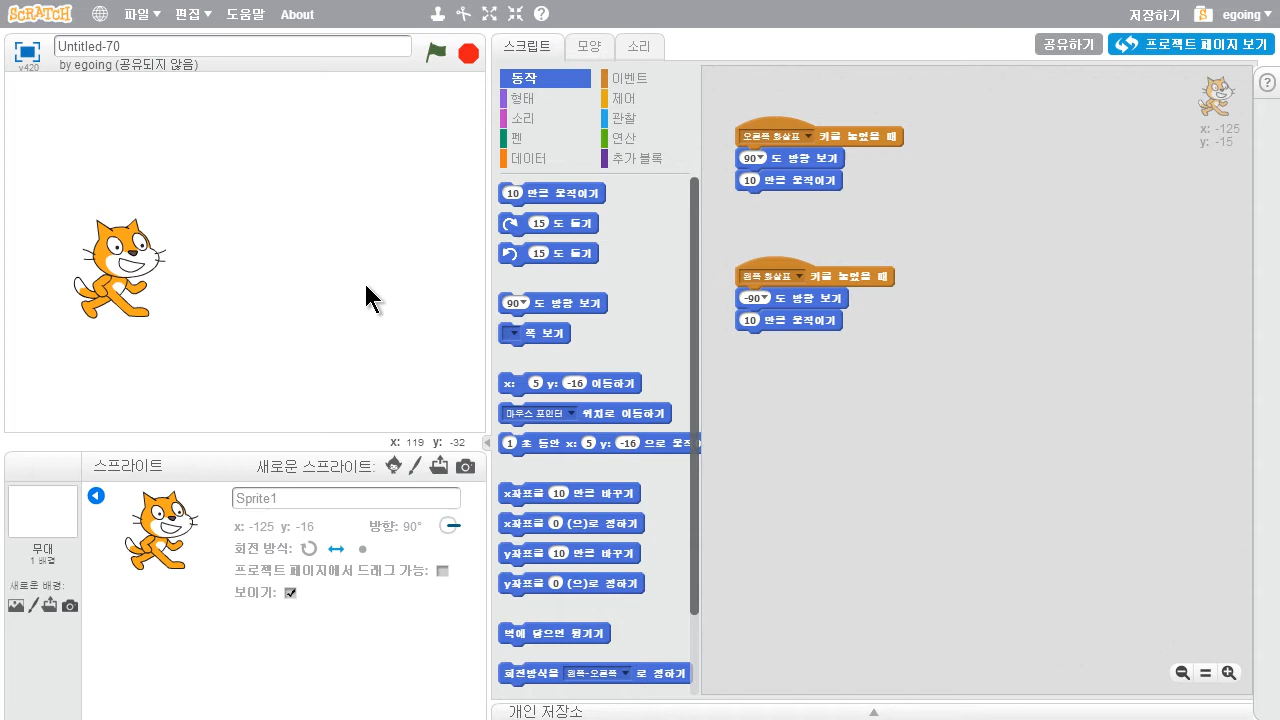 SCRATCH 파일 편집 도움말 About 저장하기 egoing
Untitled-70
by egoing (공유되지 않음)
v420
스크립트 모양 소리 공유하기 프로젝트 페이지 보기
동작 이벤트
형태 제어
소리 관찰
펜 연산
데이터 추가 블록
10 만큼 움직이기
15 도 돌기
15 도 돌기
90 도 방향 보기
쪽 보기
x: 5 y: -16 이동하기
마우스 포인터 위치로 이동하기
1 초 동안 x: 5 y: -16 으로 움직
x좌표를 10 만큼 바꾸기
x좌표를 0 (으)로 정하기
y좌표를 10 만큼 바꾸기
y좌표를 0 (으)로 정하기
벽에 닿으면 튕기기
회전방식을 왼쪽-오른쪽 로 정하기
오른쪽 화살표 키를 눌렀을 때
90 도 방향 보기
10 만큼 움직이기
왼쪽 화살표 키를 눌렀을 때
-90 도 방향 보기
10 만큼 움직이기
x: -125
y: -15
x: 119 y: -32
스프라이트 새로운 스프라이트:
무대
1 배경
새로운 배경:
Sprite1
x: -125 y: -16 방향: 90°
회전 방식:
프로젝트 페이지에서 드래그 가능:
보이기:
개인 저장소